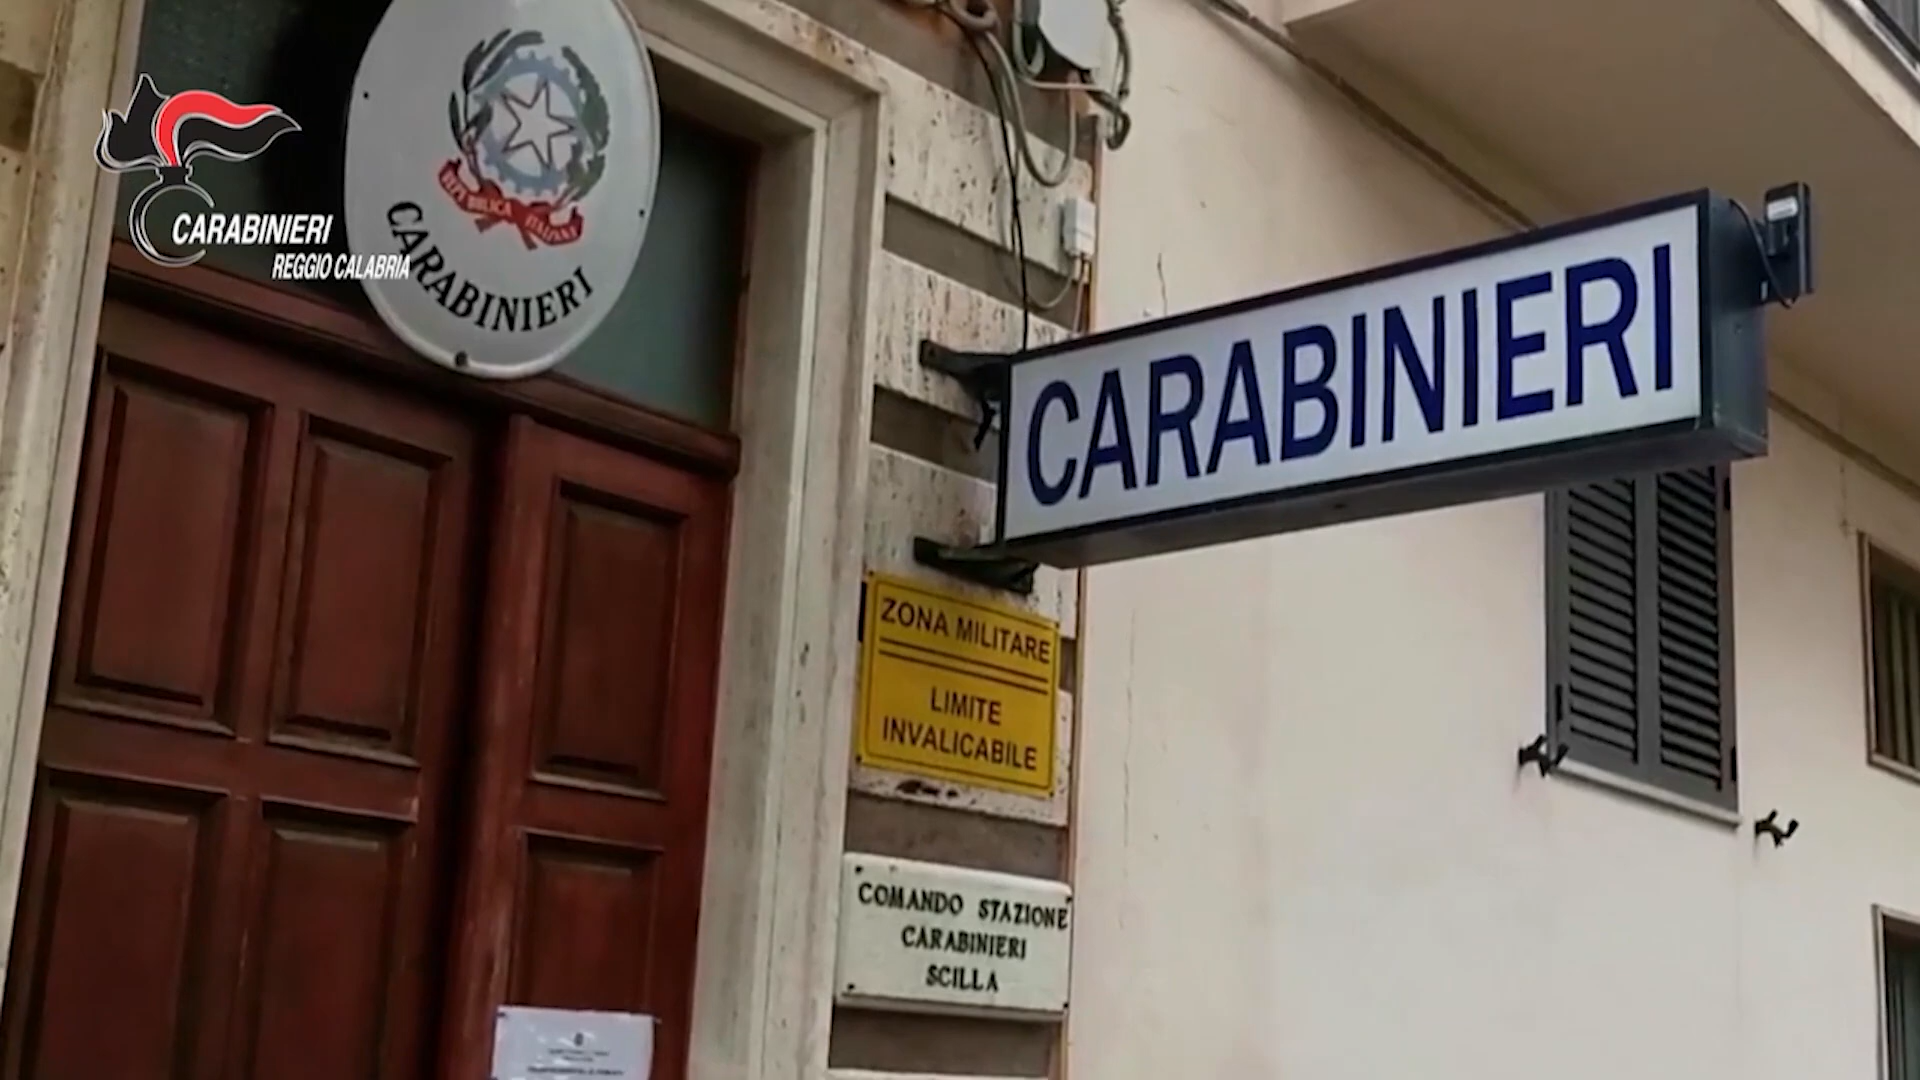 CARABINIERI
REGGIO CALABRIA
REPUBBLICA ITALIANA
CARABINIERI
CARABINIERI
ZONA MILITARE
LIMITE
INVALICABILE
COMANDO STAZIONE
CARABINIERI
SCILLA